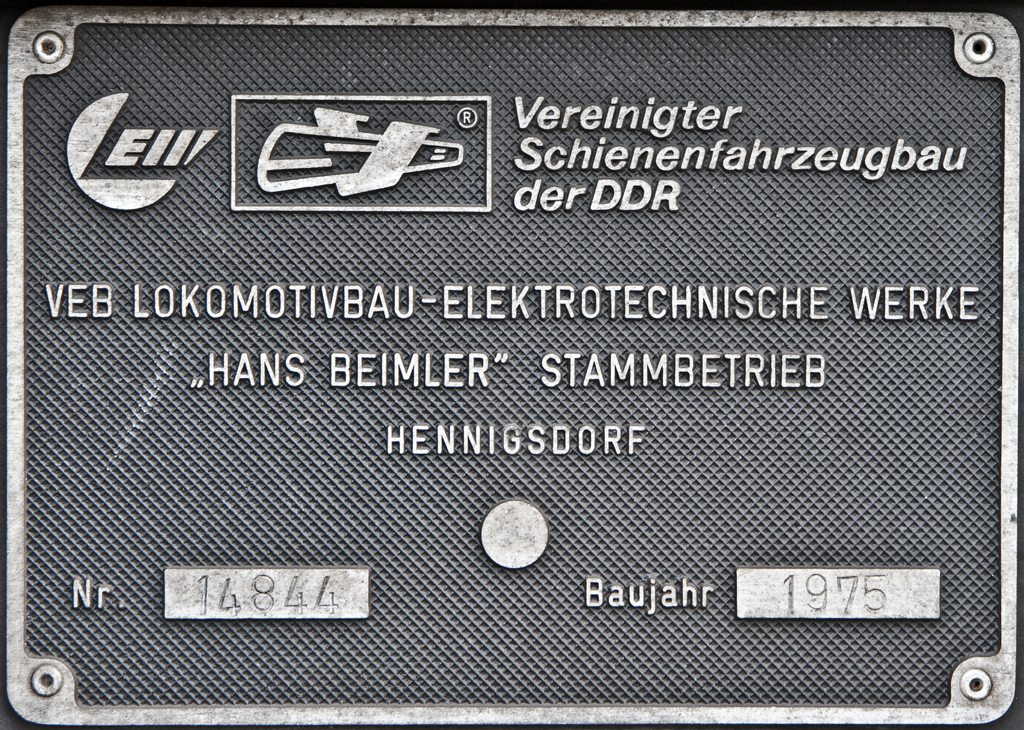 LEW
®
Vereinigter
Schienenfahrzeugbau
der DDR
VEB LOKOMOTIVBAU-ELEKTROTECHNISCHE WERKE
„HANS BEIMLER” STAMMBETRIEB
HENNIGSDORF
Nr. 14844 Baujahr 1975